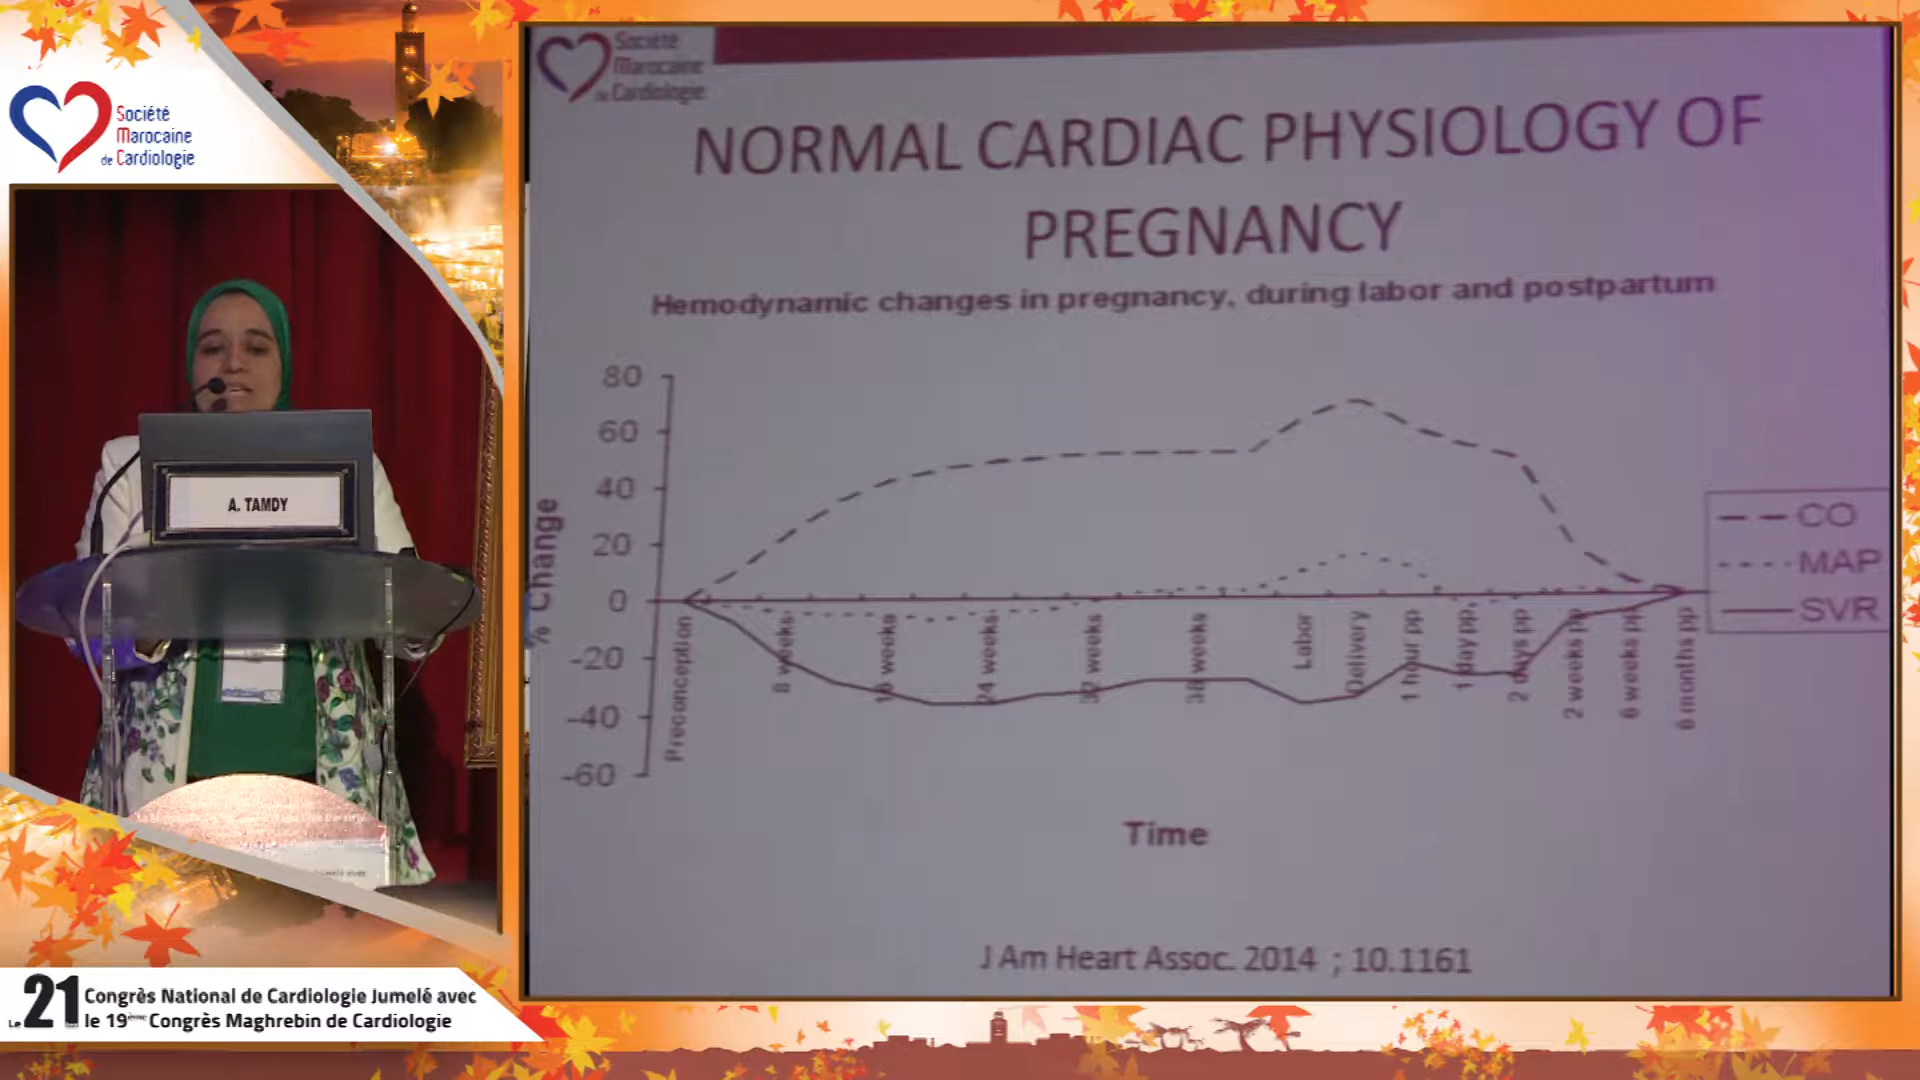 Société
Marocaine
de Cardiologie
A. TAMDY
Le 21 Congrès National de Cardiologie Jumelé avec
le 19ème Congrès Maghrebin de Cardiologie
Société
Marocaine
de Cardiologie
NORMAL CARDIAC PHYSIOLOGY OF
PREGNANCY
Hemodynamic changes in pregnancy, during labor and postpartum
% Change
80
60
40
20
0
-20
-40
-60
Preconception
8 weeks
16 weeks
24 weeks
32 weeks
38 weeks
Labor
Delivery
1 hour pp
1 day pp
2 days pp
2 weeks pp
6 weeks pp
6 months pp
Time
CO
MAP
SVR
J Am Heart Assoc. 2014 ; 10.1161